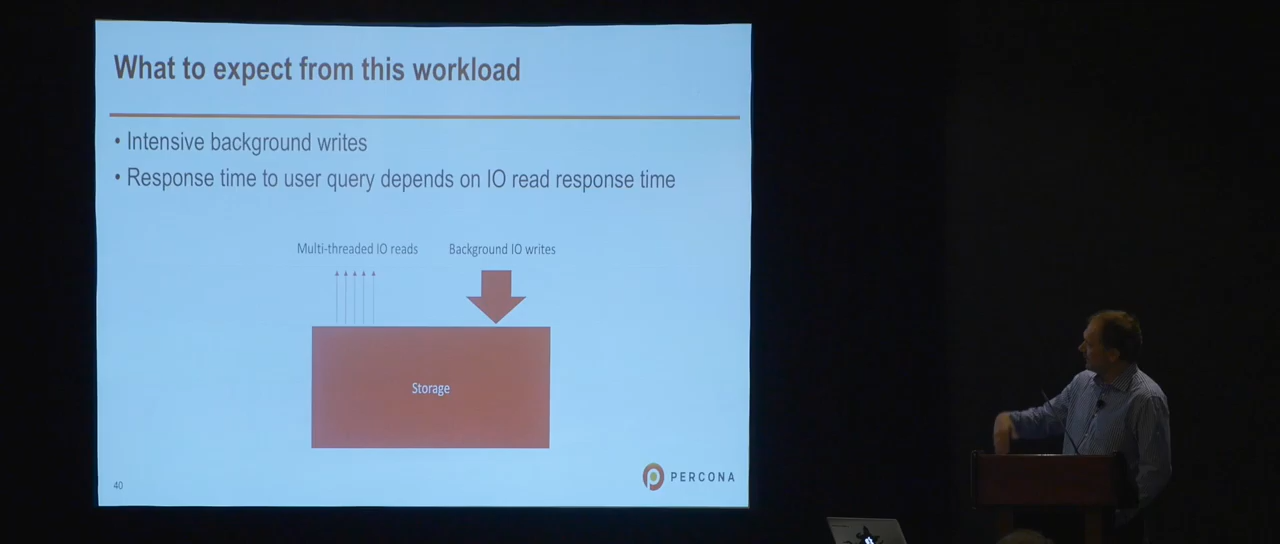 What to expect from this workload
• Intensive background writes
• Response time to user query depends on IO read response time
Multi-threaded IO reads
Background IO writes
Storage
40
PERCONA